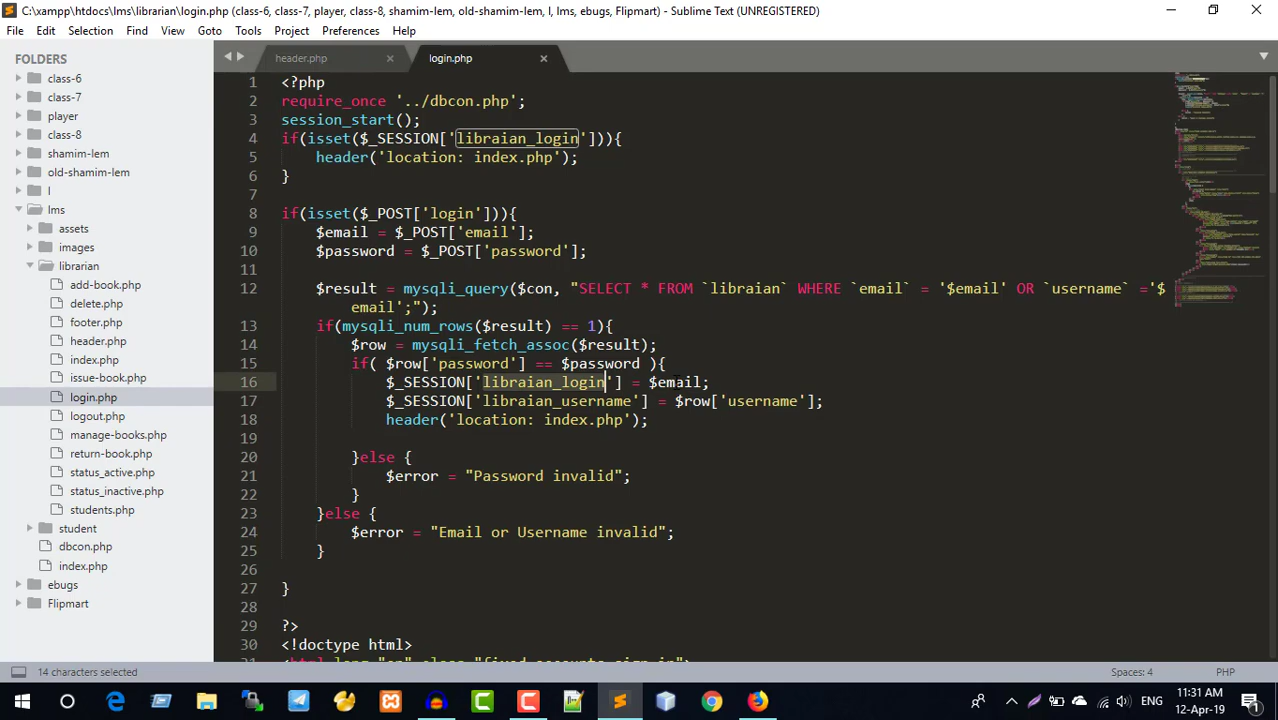 C:\xampp\htdocs\lms\librarian\login.php (class-6, class-7, player, class-8, shamim-lem, old-shamim-lem, l, lms, ebugs, Flipmart) - Sublime Text (UNREGISTERED)
File Edit Selection Find View Goto Tools Project Preferences Help
FOLDERS
class-6
class-7
player
class-8
shamim-lem
old-shamim-lem
l
lms
assets
images
librarian
add-book.php
delete.php
footer.php
header.php
index.php
issue-book.php
login.php
logout.php
manage-books.php
return-book.php
status_active.php
status_inactive.php
students.php
student
dbcon.php
index.php
ebugs
Flipmart
header.php login.php
1 <?php
2 require_once '../dbcon.php';
3 session_start();
4 if(isset($_SESSION['libraian_login'])){
5 header('location: index.php');
6 }
7
8 if(isset($_POST['login'])){
9 $email = $_POST['email'];
10 $password = $_POST['password'];
11
12 $result = mysqli_query($con, "SELECT * FROM `libraian` WHERE `email` = '$email' OR `username` ='$
email';");
13 if(mysqli_num_rows($result) == 1){
14 $row = mysqli_fetch_assoc($result);
15 if( $row['password'] == $password ){
16 $_SESSION['libraian_login'] = $email;
17 $_SESSION['libraian_username'] = $row['username'];
18 header('location: index.php');
19
20 }else {
21 $error = "Password invalid";
22 }
23 }else {
24 $error = "Email or Username invalid";
25 }
26
27 }
28
29 ?>
30 <!doctype html>
14 characters selected
Spaces: 4 PHP
ENG
11:31 AM
12-Apr-19